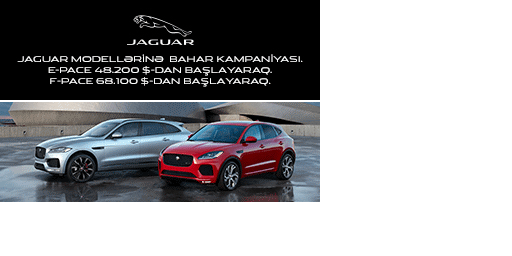 JAGUAR
JAGUAR MODELLƏRİNƏ BAHAR KAMPANİYASI.
E-PACE 48.200 $-DAN BAŞLAYARAQ.
F-PACE 68.100 $-DAN BAŞLAYARAQ.